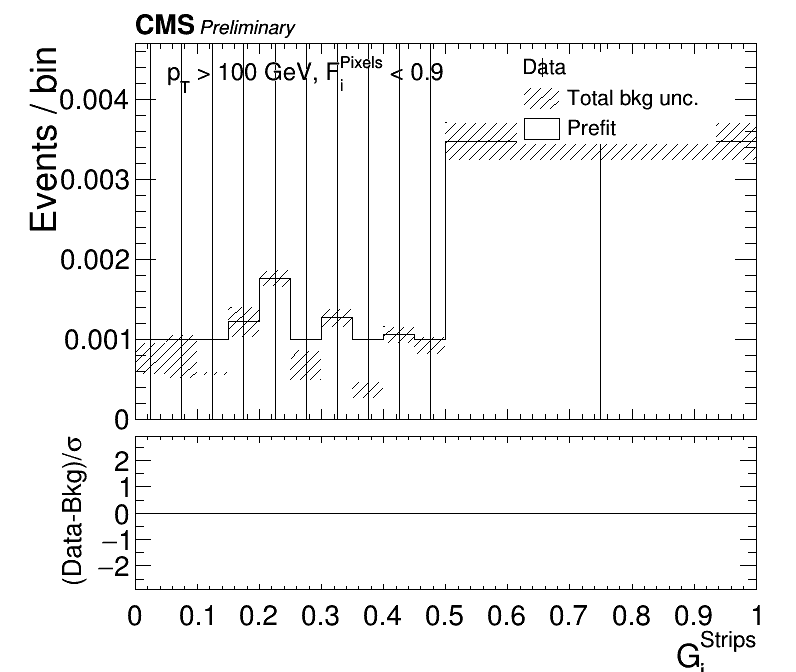 CMS Preliminary
p_T > 100 GeV, F_i^Pixels < 0.9
Data
Total bkg unc.
Prefit
Events / bin
0.004
0.003
0.002
0.001
0
(Data-Bkg)/σ
2
1
0
−1
−2
0 0.1 0.2 0.3 0.4 0.5 0.6 0.7 0.8 0.9 1
G_i^Strips